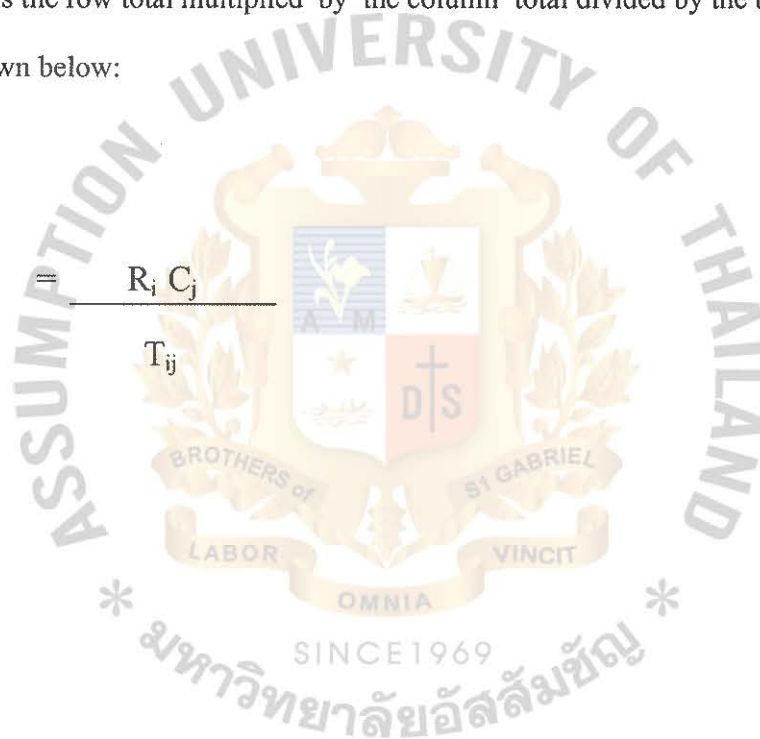 s the row total multiplied by the column total divided by the
wn below:
= R_i C_j
T_ij
ASSUMPTION UNIVERSITY OF THAILAND
A M
D S
BROTHERS of St GABRIEL
LABOR OMNIA VINCIT
SINCE1969
* มหาวิทยาลัยอัสสัมชัญ *